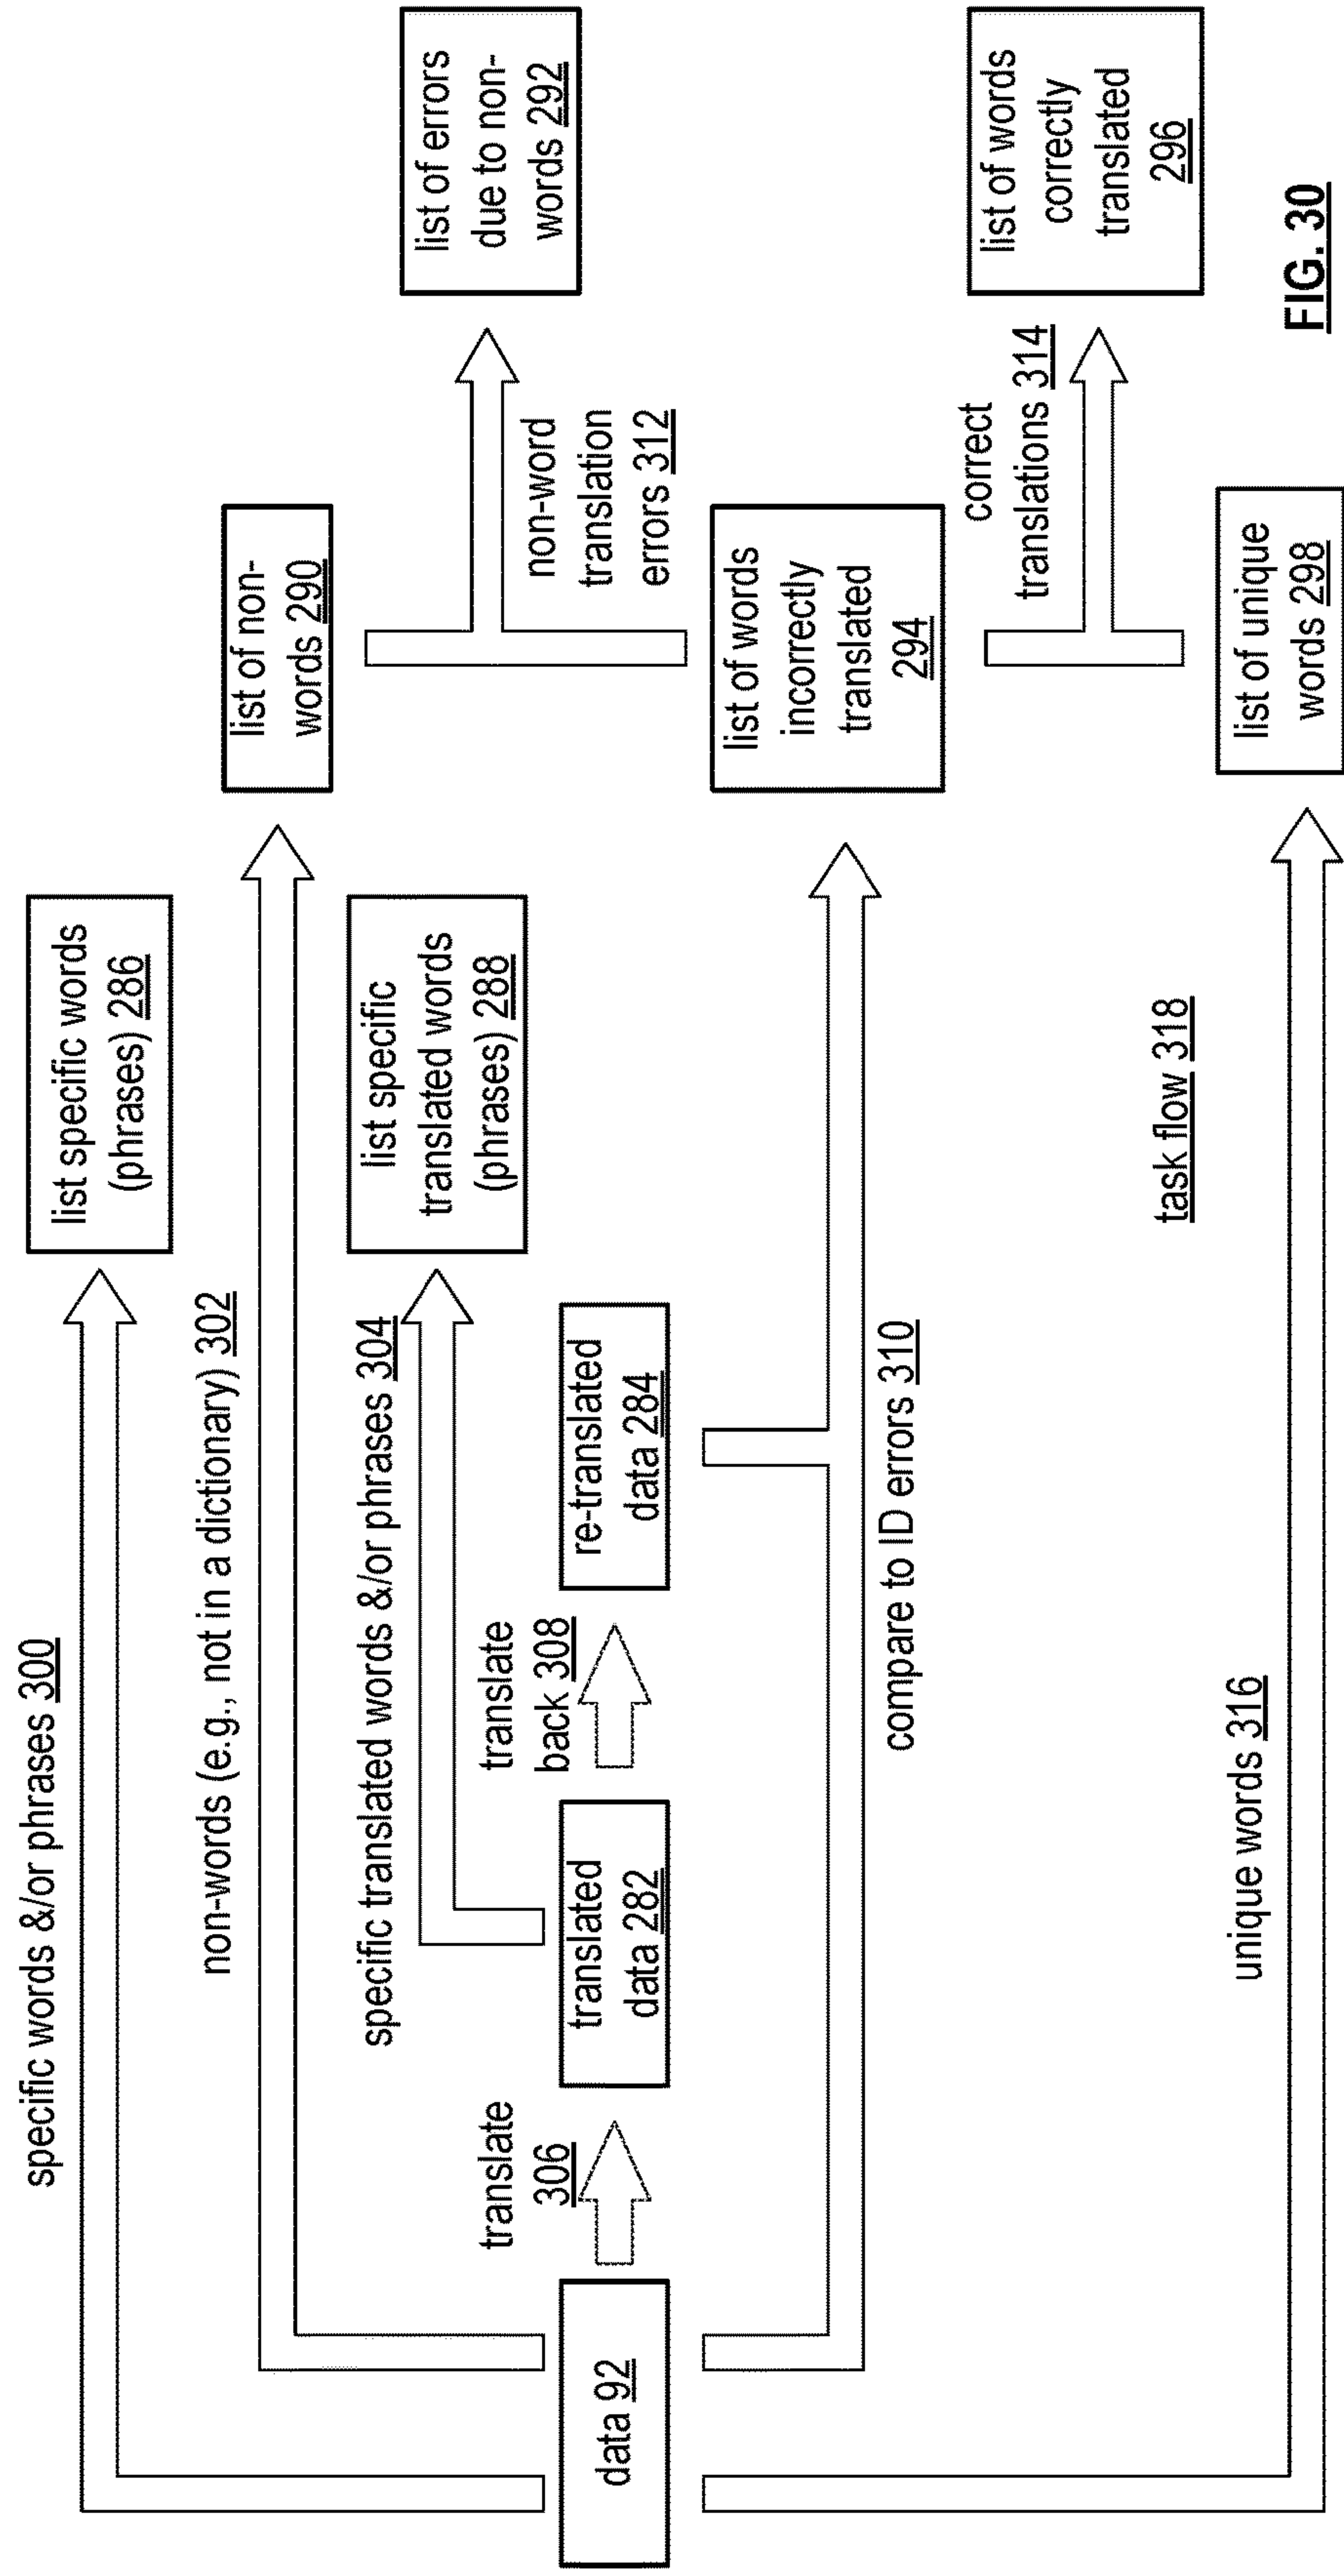 specific words &/or phrases 300
list specific words
(phrases) 286
non-words (e.g., not in a dictionary) 302
list of non-
words 290
specific translated words &/or phrases 304
list specific
translated words
(phrases) 288
list of errors
due to non-
words 292
non-word
translation
errors 312
translate
306
translate
back 308
data 92
translated
data 282
re-translated
data 284
list of words
incorrectly
translated
294
compare to ID errors 310
correct
translations 314
list of words
correctly
translated
296
task flow 318
unique words 316
list of unique
words 298
FIG. 30